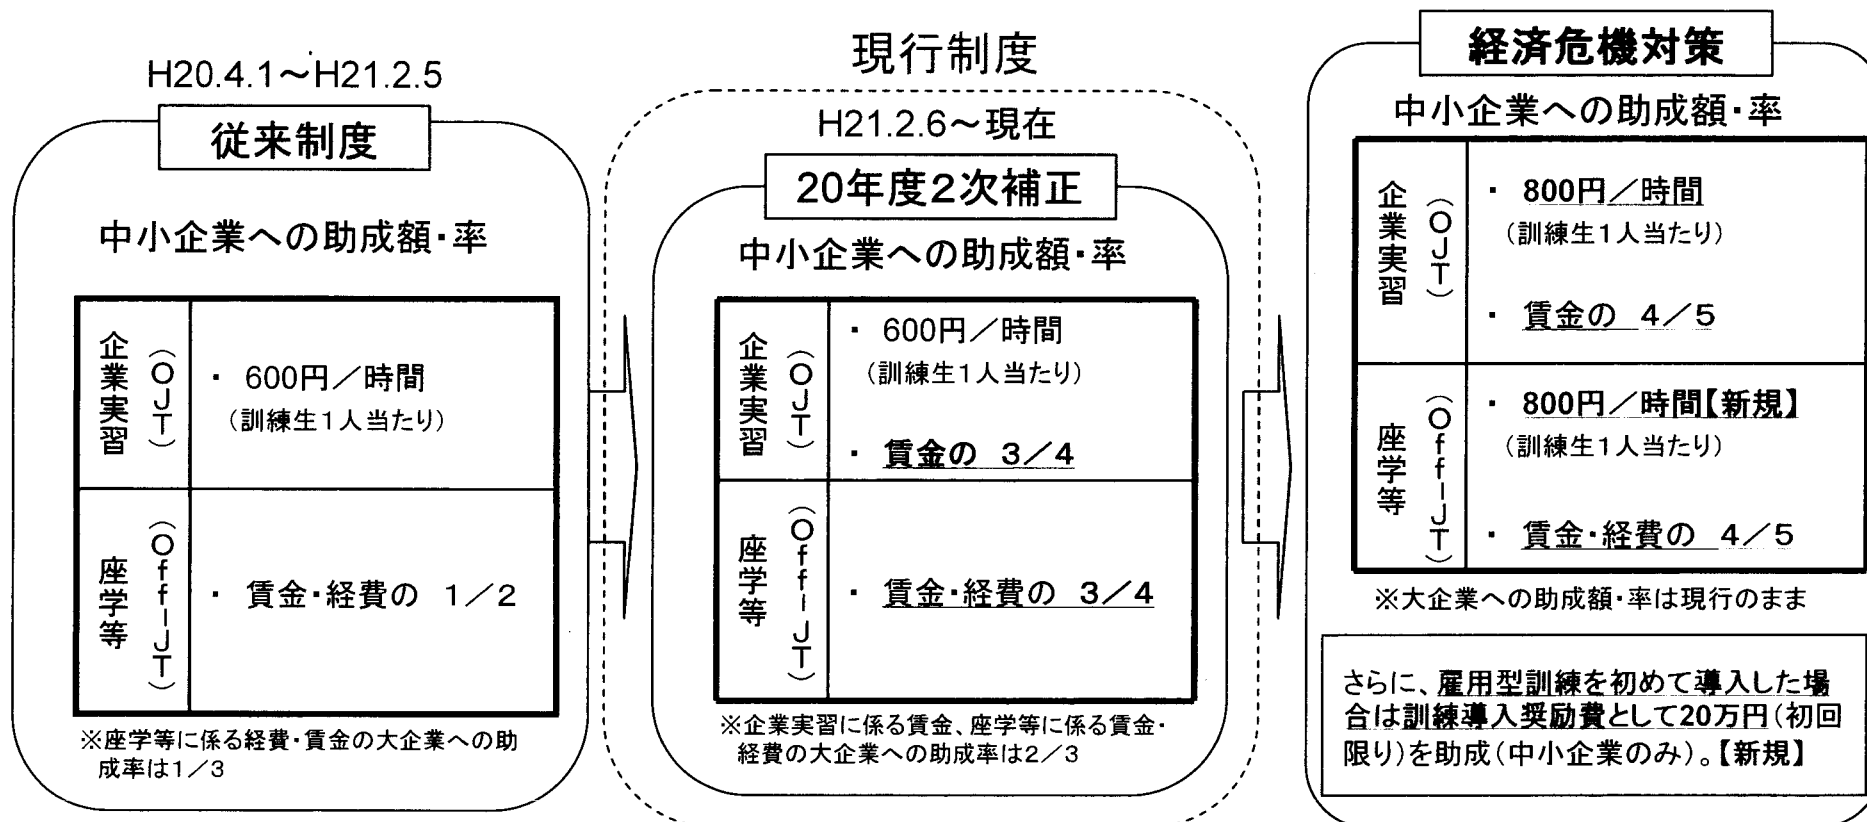 H20.4.1～H21.2.5
従来制度
中小企業への助成額・率
企業実習
（OJT）
・ 600円／時間
（訓練生1人当たり）
座学等
（Off-JT）
・ 賃金・経費の 1／2
※座学等に係る経費・賃金の大企業への助
成率は1／3
現行制度
H21.2.6～現在
20年度2次補正
中小企業への助成額・率
企業実習
（OJT）
・ 600円／時間
（訓練生1人当たり）
・ 賃金の 3／4
座学等
（Off-JT）
・ 賃金・経費の 3／4
※企業実習に係る賃金、座学等に係る賃金・
経費の大企業への助成率は2／3
経済危機対策
中小企業への助成額・率
企業実習
（OJT）
・ 800円／時間
（訓練生1人当たり）
・ 賃金の 4／5
座学等
（Off-JT）
・ 800円／時間【新規】
（訓練生1人当たり）
・ 賃金・経費の 4／5
※大企業への助成額・率は現行のまま
さらに、雇用型訓練を初めて導入した場
合は訓練導入奨励費として20万円（初回
限り）を助成（中小企業のみ）。【新規】